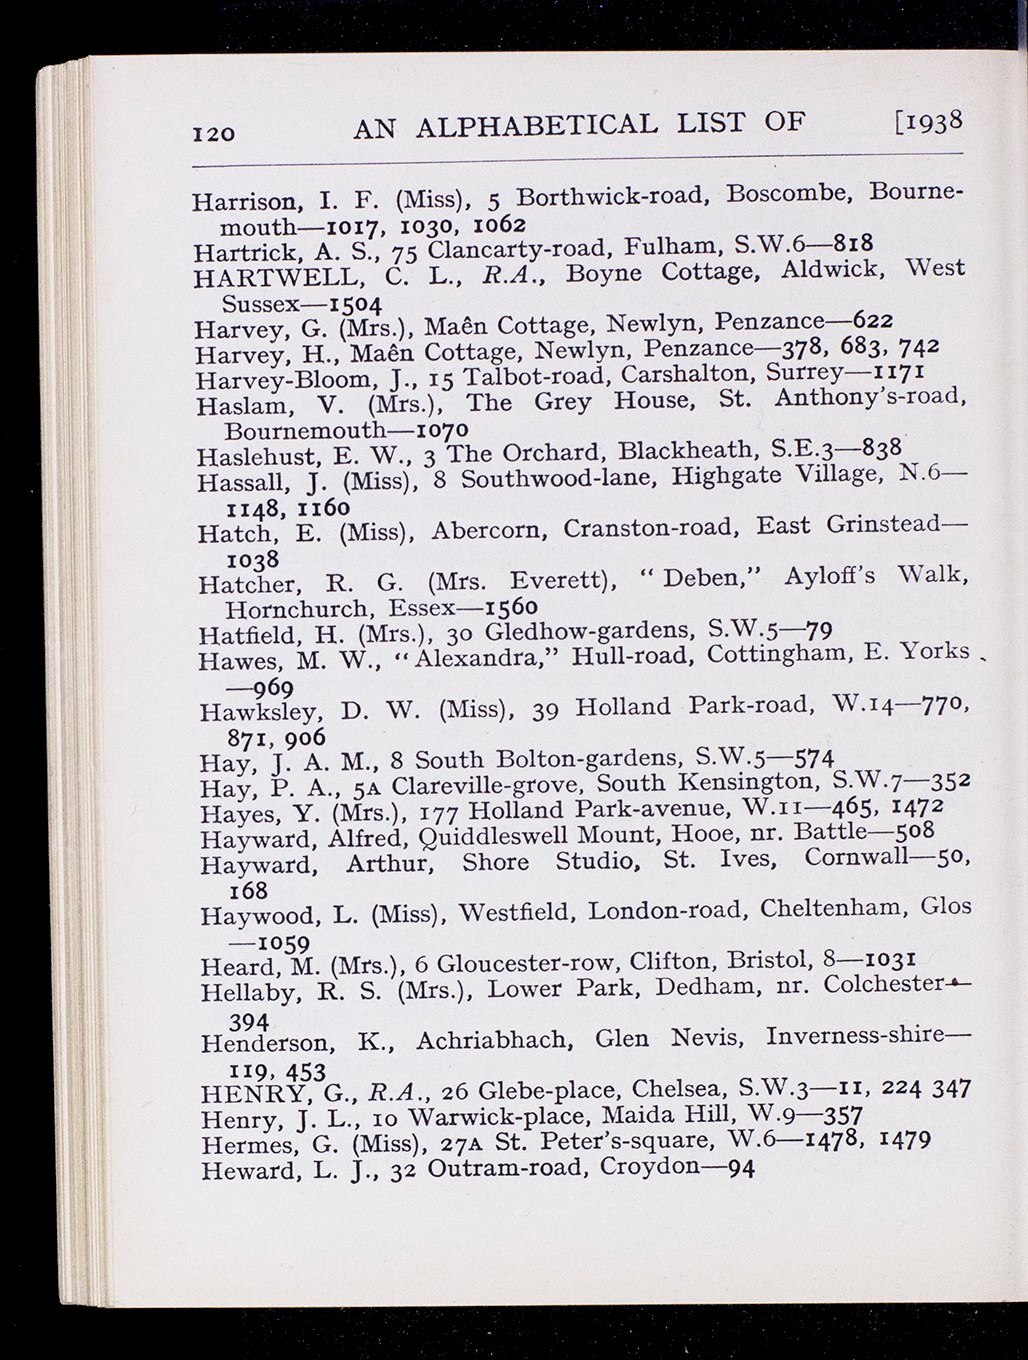 120 AN ALPHABETICAL LIST OF [1938
Harrison, I. F. (Miss), 5 Borthwick-road, Boscombe, Bourne-
mouth—1017, 1030, 1062
Hartrick, A. S., 75 Clancarty-road, Fulham, S.W.6—818
HARTWELL, C. L., R.A., Boyne Cottage, Aldwick, West
Sussex—1504
Harvey, G. (Mrs.), Maên Cottage, Newlyn, Penzance—622
Harvey, H., Maên Cottage, Newlyn, Penzance—378, 683, 742
Harvey-Bloom, J., 15 Talbot-road, Carshalton, Surrey—1171
Haslam, V. (Mrs.), The Grey House, St. Anthony's-road,
Bournemouth—1070
Haslehust, E. W., 3 The Orchard, Blackheath, S.E.3—838
Hassall, J. (Miss), 8 Southwood-lane, Highgate Village, N.6—
1148, 1160
Hatch, E. (Miss), Abercorn, Cranston-road, East Grinstead—
1038
Hatcher, R. G. (Mrs. Everett), “ Deben,” Ayloff's Walk,
Hornchurch, Essex—1560
Hatfield, H. (Mrs.), 30 Gledhow-gardens, S.W.5—79
Hawes, M. W., “ Alexandra,” Hull-road, Cottingham, E. Yorks .
—969
Hawksley, D. W. (Miss), 39 Holland Park-road, W.14—770,
871, 906
Hay, J. A. M., 8 South Bolton-gardens, S.W.5—574
Hay, P. A., 5A Clareville-grove, South Kensington, S.W.7—352
Hayes, Y. (Mrs.), 177 Holland Park-avenue, W.11—465, 1472
Hayward, Alfred, Quiddleswell Mount, Hooe, nr. Battle—508
Hayward, Arthur, Shore Studio, St. Ives, Cornwall—50,
168
Haywood, L. (Miss), Westfield, London-road, Cheltenham, Glos
—1059
Heard, M. (Mrs.), 6 Gloucester-row, Clifton, Bristol, 8—1031
Hellaby, R. S. (Mrs.), Lower Park, Dedham, nr. Colchester—
394
Henderson, K., Achriabhach, Glen Nevis, Inverness-shire—
119, 453
HENRY, G., R.A., 26 Glebe-place, Chelsea, S.W.3—11, 224 347
Henry, J. L., 10 Warwick-place, Maida Hill, W.9—357
Hermes, G. (Miss), 27A St. Peter's-square, W.6—1478, 1479
Heward, L. J., 32 Outram-road, Croydon—94